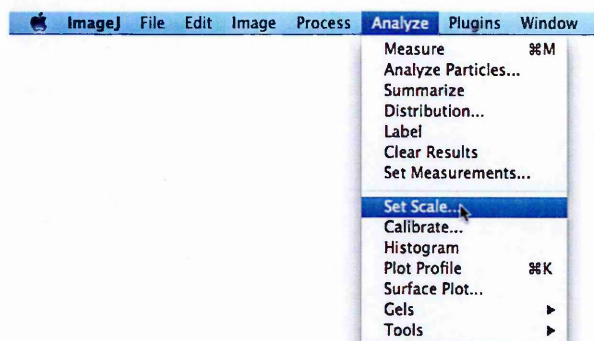 ImageJ File Edit Image Process Analyze Plugins Window
Measure ⌘M
Analyze Particles...
Summarize
Distribution...
Label
Clear Results
Set Measurements...
Set Scale...
Calibrate...
Histogram
Plot Profile ⌘K
Surface Plot...
Gels
Tools